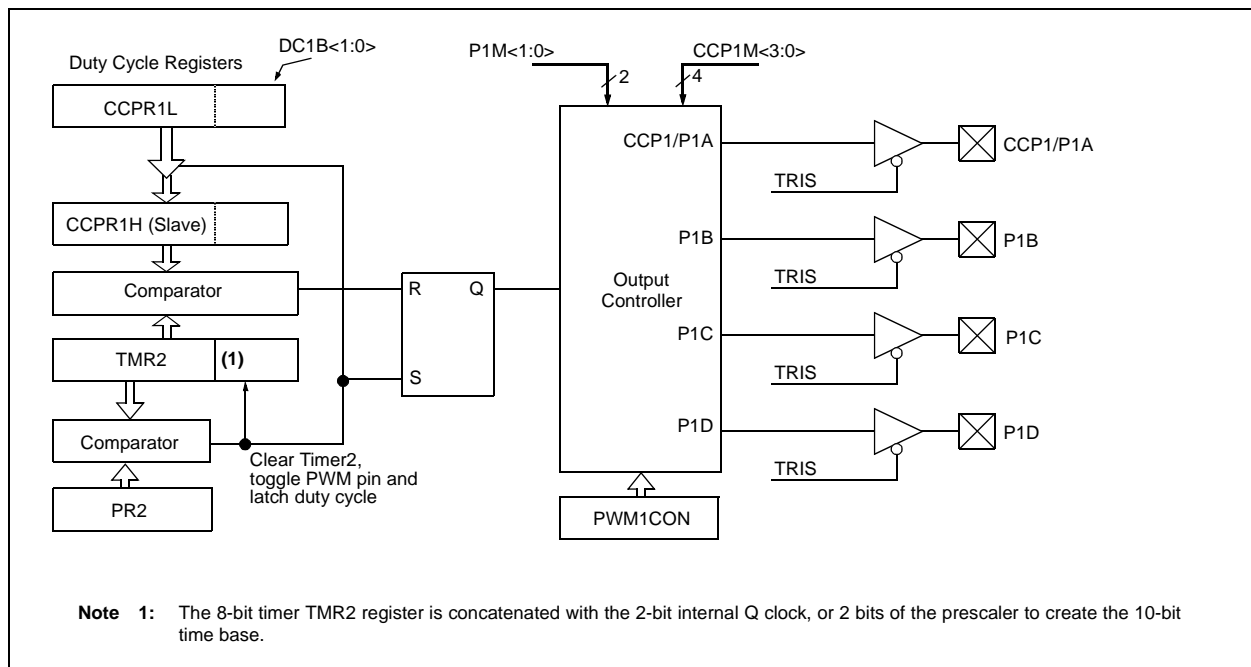 DC1B<1:0>
Duty Cycle Registers
CCPR1L
P1M<1:0>
2
CCP1M<3:0>
4
CCP1/P1A
TRIS
CCP1/P1A
CCPR1H (Slave)
P1B
TRIS
P1B
Comparator
R
Q
Output
Controller
TMR2
(1)
P1C
TRIS
P1C
S
Comparator
P1D
TRIS
P1D
Clear Timer2,
toggle PWM pin and
latch duty cycle
PR2
PWM1CON
Note 1: The 8-bit timer TMR2 register is concatenated with the 2-bit internal Q clock, or 2 bits of the prescaler to create the 10-bit
time base.